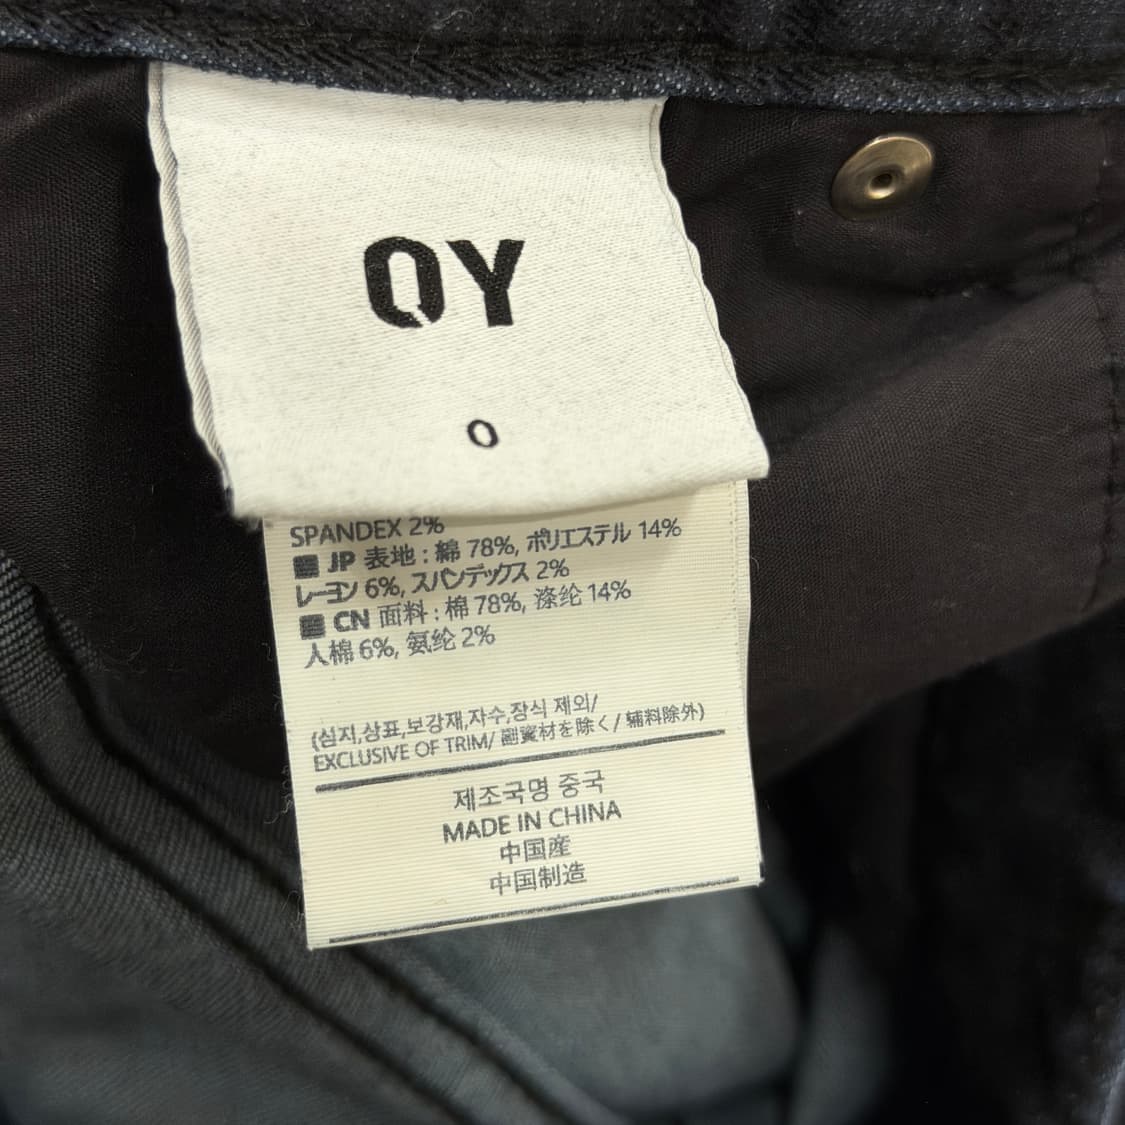 OY
0
SPANDEX 2%
JP 表地 : 綿 78%, ポリエステル 14%
レーヨン 6%, スパンデックス 2%
CN 面料 : 棉 78%, 涤纶 14%
人棉 6%, 氨纶 2%
(심지,상표,보강재,자수,장식 제외/
EXCLUSIVE OF TRIM/ 副資材を除く/ 辅料除外)
제조국명 중국
MADE IN CHINA
中国産
中国制造